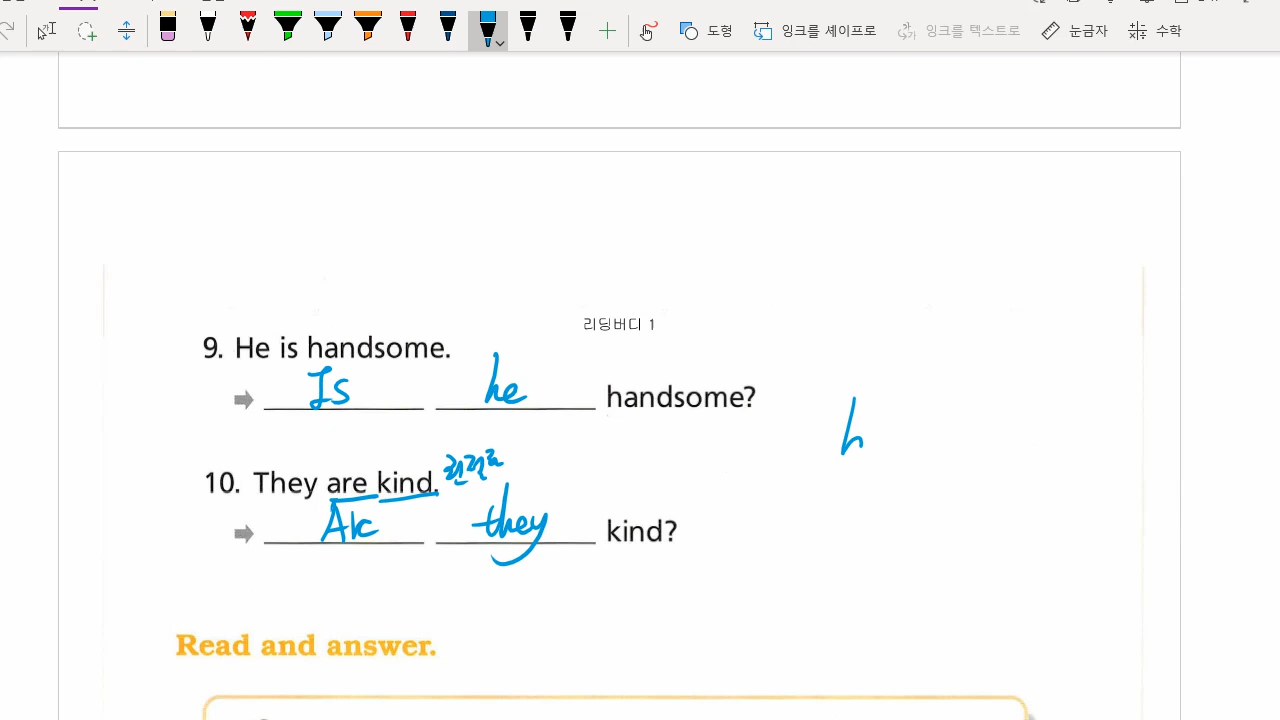 도형 잉크를 셰이프로 잉크를 텍스트로 눈금자 수학
리딩버디 1
9. He is handsome.
Is he handsome?
h
10. They are kind.
Are they kind?
Read and answer.